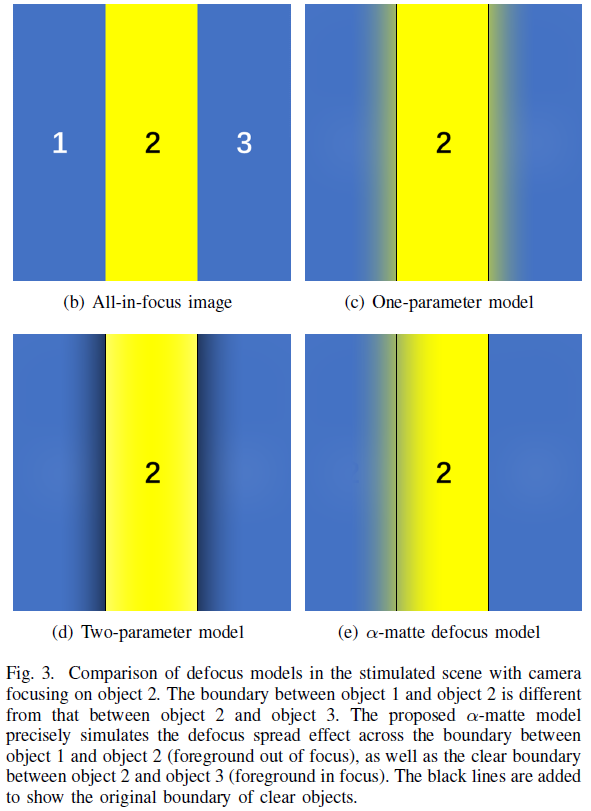 1 2 3
2
(b) All-in-focus image
(c) One-parameter model
2
2
(d) Two-parameter model
(e) α-matte defocus model
Fig. 3. Comparison of defocus models in the stimulated scene with camera
focusing on object 2. The boundary between object 1 and object 2 is different
from that between object 2 and object 3. The proposed α-matte model
precisely simulates the defocus spread effect across the boundary between
object 1 and object 2 (foreground out of focus), as well as the clear boundary
between object 2 and object 3 (foreground in focus). The black lines are added
to show the original boundary of clear objects.